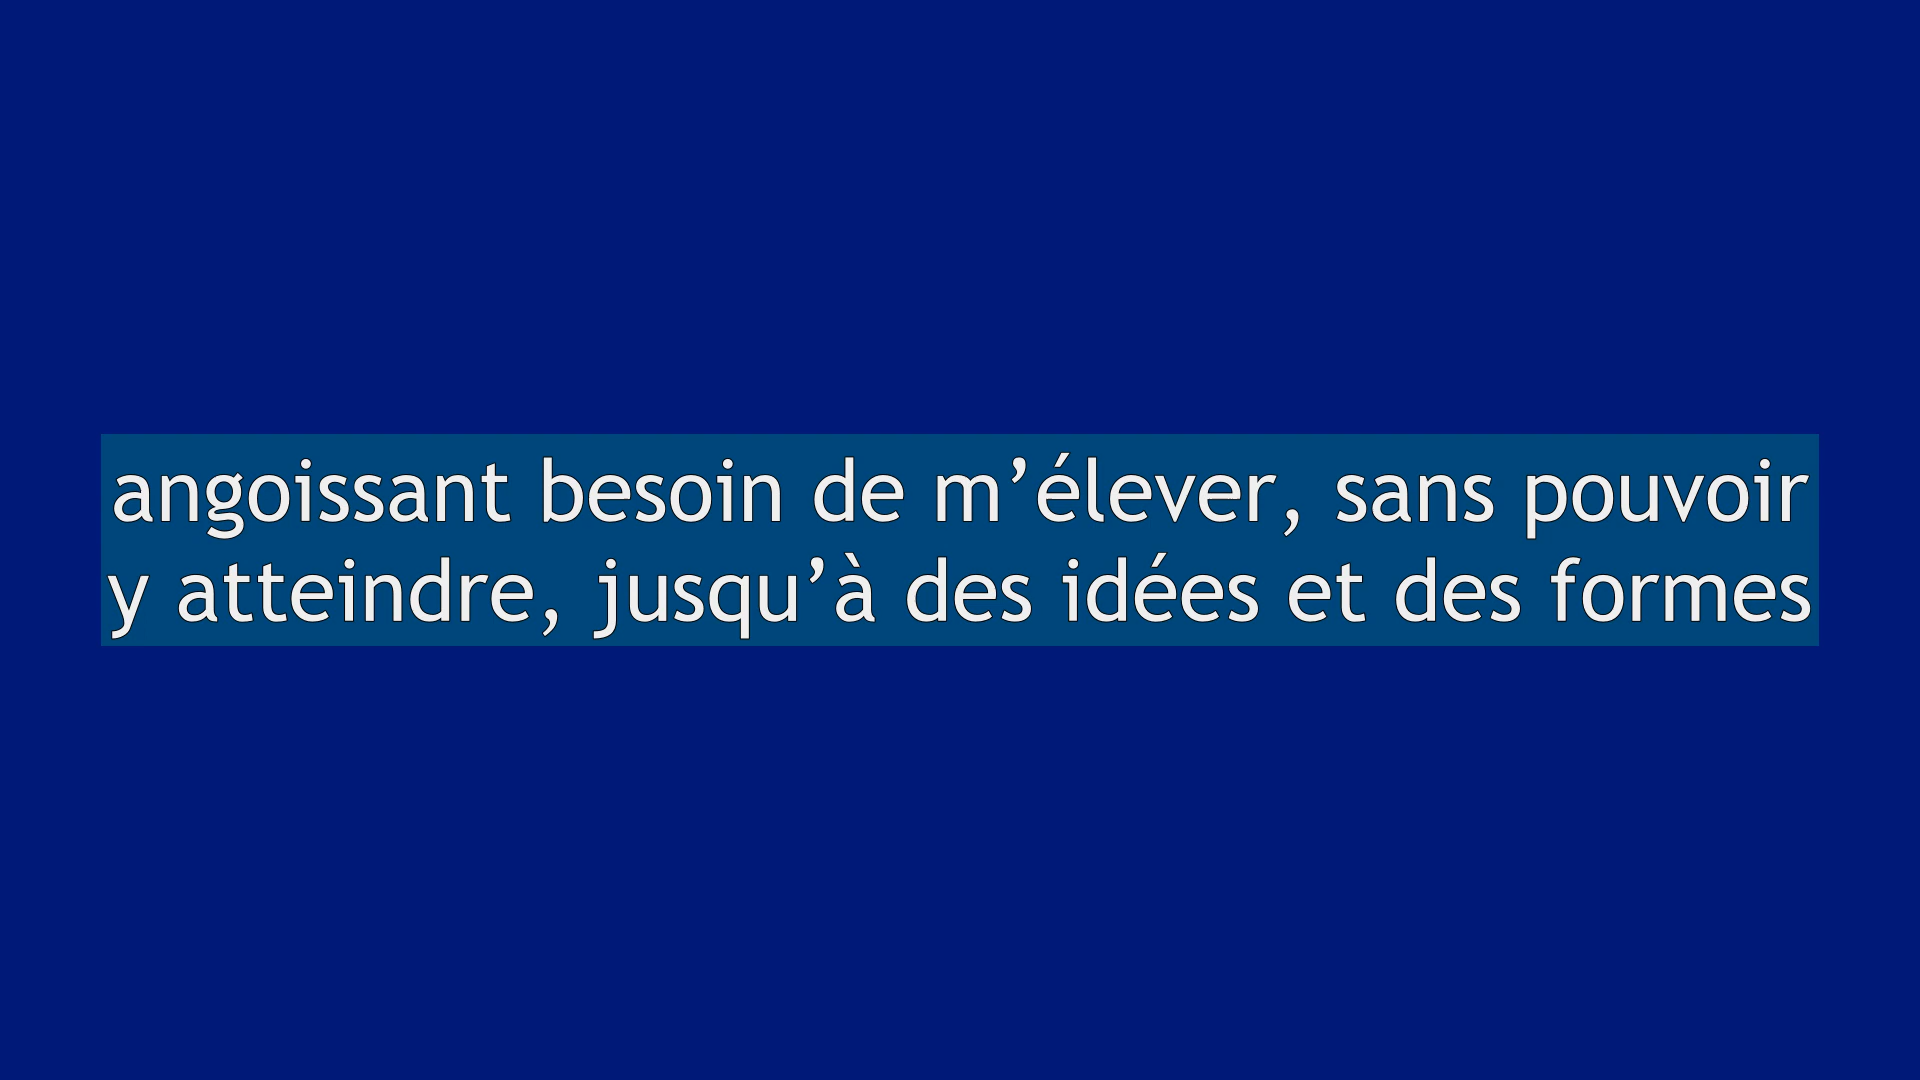 angoissant besoin de m’élever, sans pouvoir
y atteindre, jusqu’à des idées et des formes